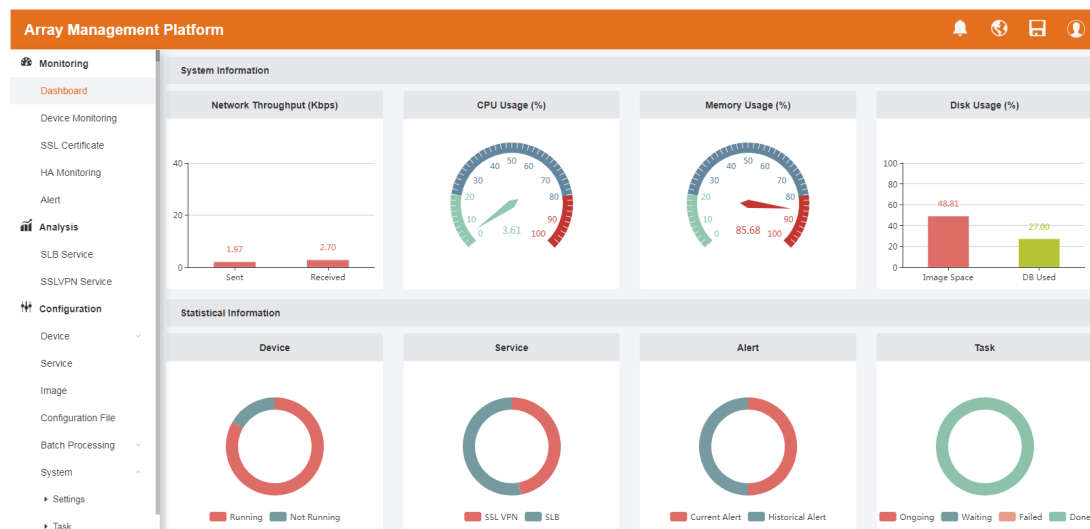 Array Management Platform
Monitoring
Dashboard
Device Monitoring
SSL Certificate
HA Monitoring
Alert
Analysis
SLB Service
SSLVPN Service
Configuration
Device
Service
Image
Configuration File
Batch Processing
System
Settings
Task
System Information
Network Throughput (Kbps)
40
20
0
1.97
2.70
Sent
Received
CPU Usage (%)
0
10
20
30
40
50
60
70
80
90
100
3.61
Memory Usage (%)
0
10
20
30
40
50
60
70
80
90
100
85.68
Disk Usage (%)
100
80
60
40
20
0
48.81
27.00
Image Space
DB Used
Statistical Information
Device
Running
Not Running
Service
SSL VPN
SLB
Alert
Current Alert
Historical Alert
Task
Ongoing
Waiting
Failed
Done